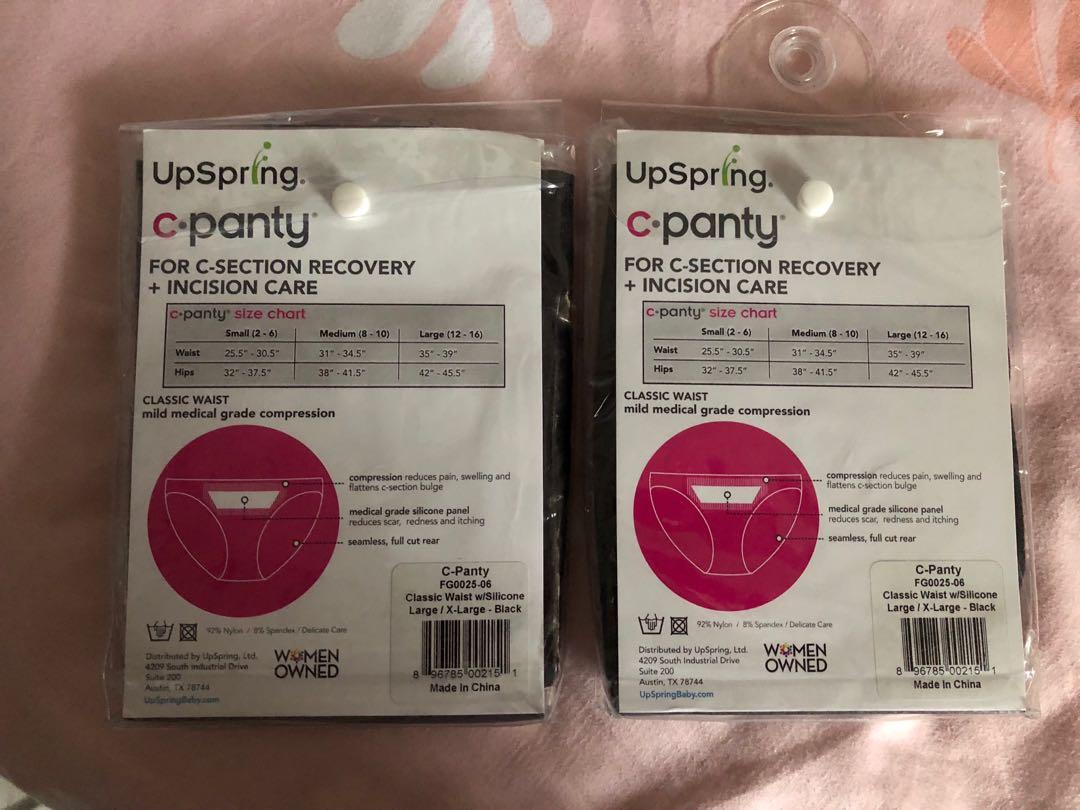 UpSpring®
c•panty®
FOR C-SECTION RECOVERY
+ INCISION CARE
c-panty® size chart
Small (2 - 6) Medium (8 - 10) Large (12 - 16)
Waist 25.5" - 30.5" 31" - 34.5" 35" - 39"
Hips 32" - 37.5" 38" - 41.5" 42" - 45.5"
CLASSIC WAIST
mild medical grade compression
compression reduces pain, swelling and
flattens c-section bulge
medical grade silicone panel
reduces scar, redness and itching
seamless, full cut rear
C-Panty
FG0025-06
Classic Waist w/Silicone
Large / X-Large - Black
8 96785 00215 1
Made in China
92% Nylon / 8% Spandex / Delicate Care
Distributed by UpSpring, Ltd.
4209 South Industrial Drive
Suite 200
Austin, TX 78744
UpSpringBaby.com
WOMEN
OWNED
UpSpring®
c•panty®
FOR C-SECTION RECOVERY
+ INCISION CARE
c-panty® size chart
Small (2 - 6) Medium (8 - 10) Large (12 - 16)
Waist 25.5" - 30.5" 31" - 34.5" 35" - 39"
Hips 32" - 37.5" 38" - 41.5" 42" - 45.5"
CLASSIC WAIST
mild medical grade compression
compression reduces pain, swelling and
flattens c-section bulge
medical grade silicone panel
reduces scar, redness and itching
seamless, full cut rear
C-Panty
FG0025-06
Classic Waist w/Silicone
Large / X-Large - Black
8 96785 00215 1
Made in China
92% Nylon / 8% Spandex / Delicate Care
Distributed by UpSpring, Ltd.
4209 South Industrial Drive
Suite 200
Austin, TX 78744
UpSpringBaby.com
WOMEN
OWNED